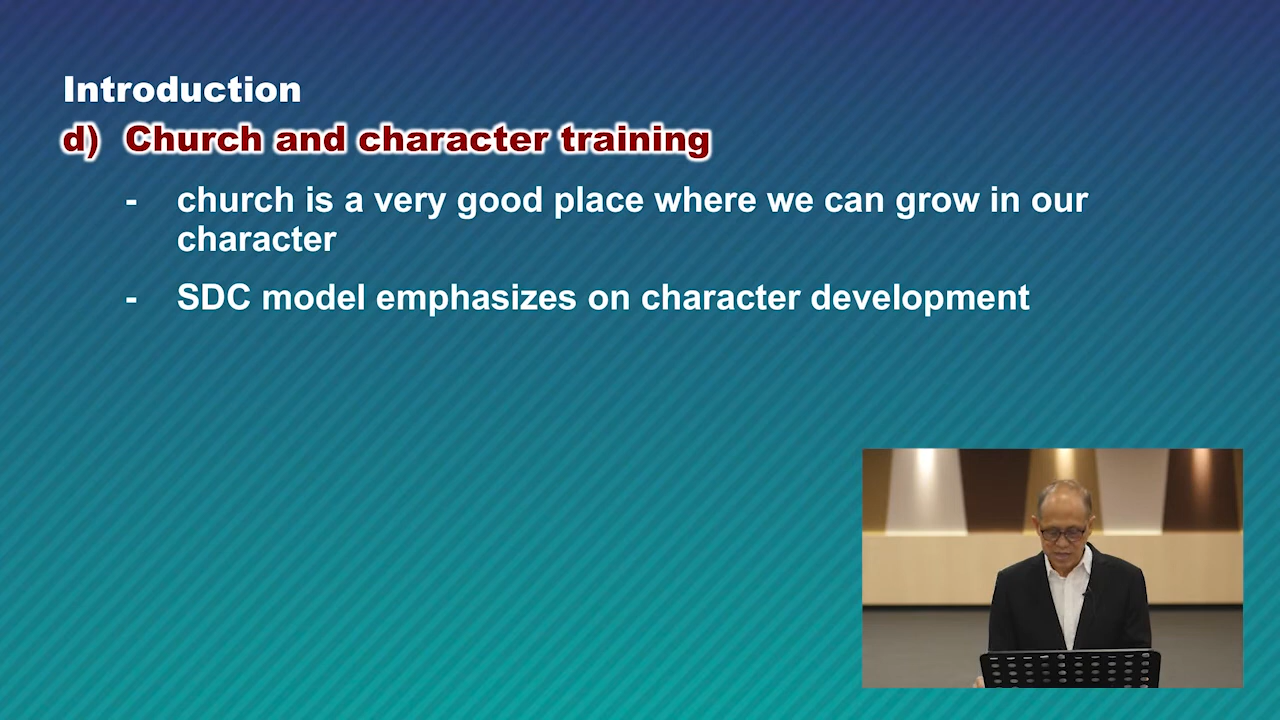 Introduction
d) Church and character training
- church is a very good place where we can grow in our
character
- SDC model emphasizes on character development